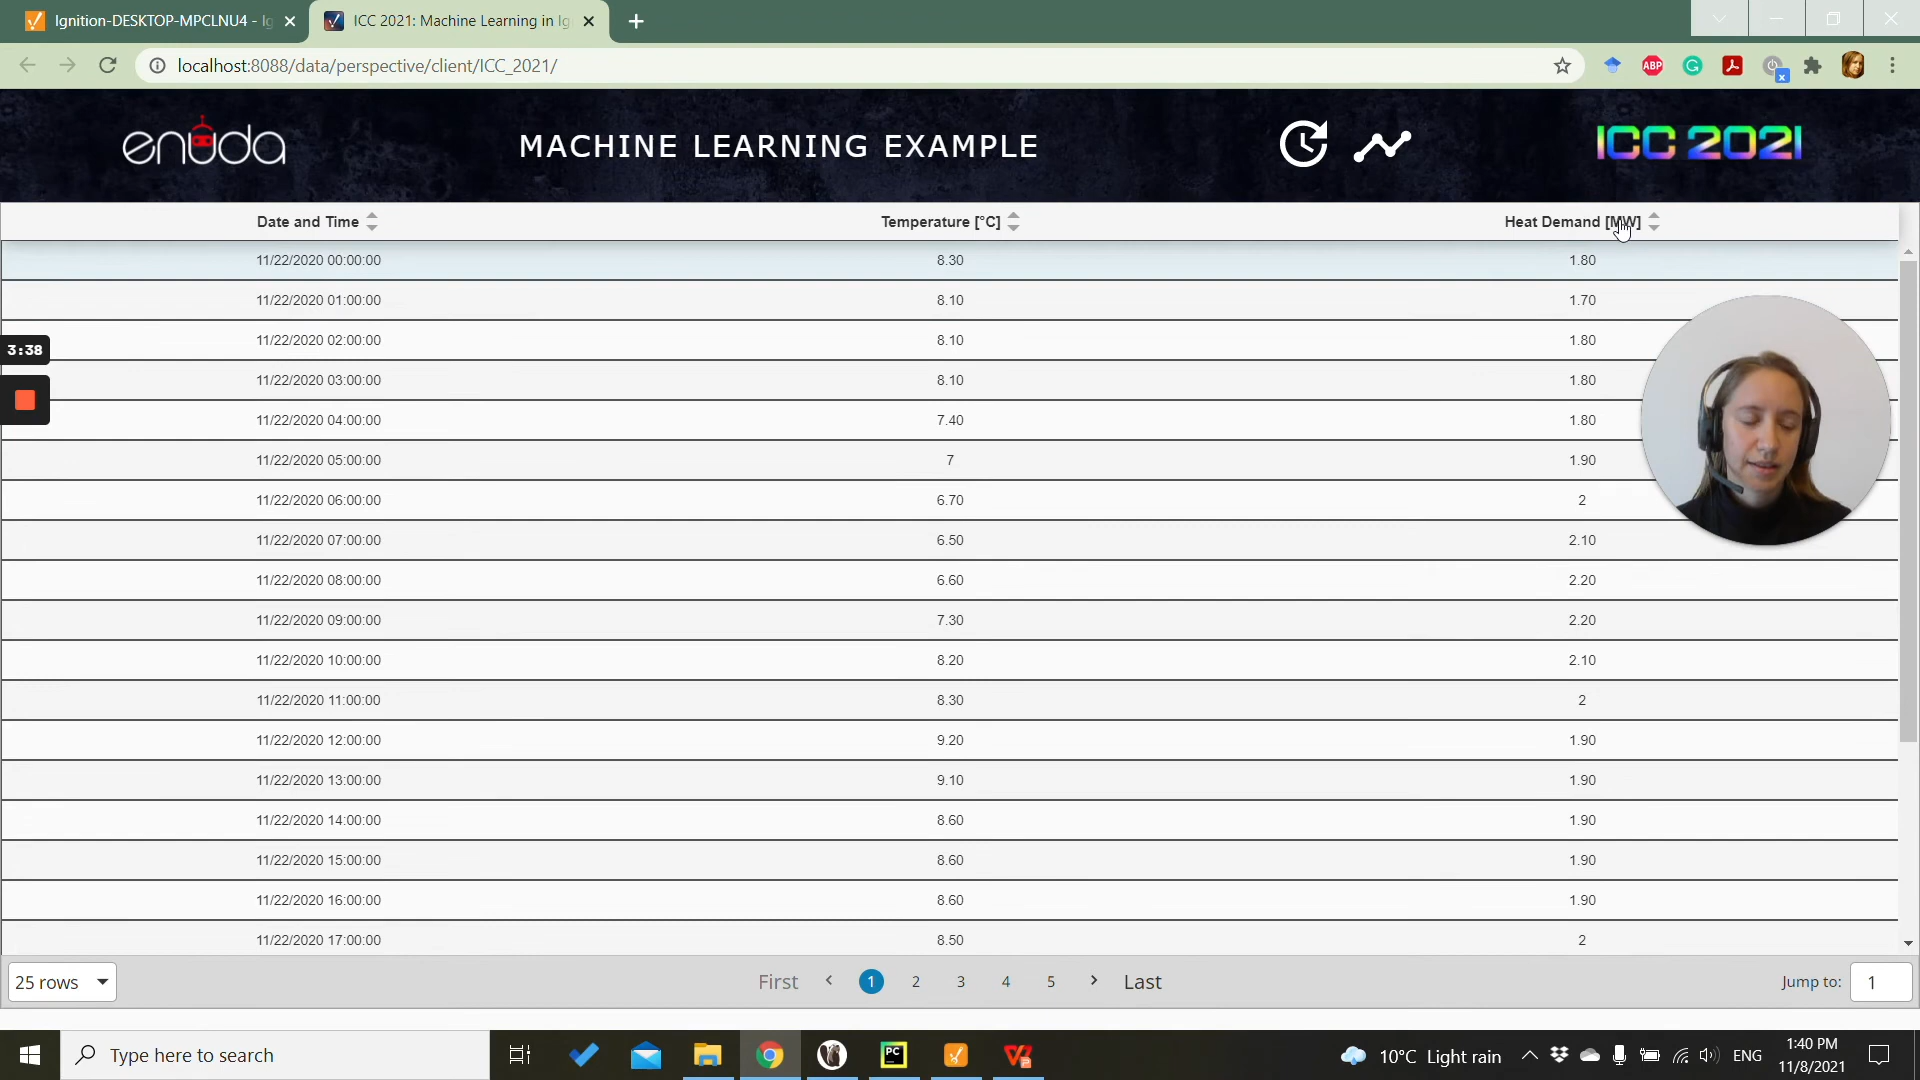 Ignition-DESKTOP-MPCLNU4 - Ig
ICC 2021: Machine Learning in Ig
localhost:8088/data/perspective/client/ICC_2021/
ABP
enuda
MACHINE LEARNING EXAMPLE
ICC 2021
Date and Time Temperature [°C] Heat Demand [MW]
11/22/2020 00:00:00 8.30 1.80
11/22/2020 01:00:00 8.10 1.70
11/22/2020 02:00:00 8.10 1.80
3:38
11/22/2020 03:00:00 8.10 1.80
11/22/2020 04:00:00 7.40 1.80
11/22/2020 05:00:00 7 1.90
11/22/2020 06:00:00 6.70 2
11/22/2020 07:00:00 6.50 2.10
11/22/2020 08:00:00 6.60 2.20
11/22/2020 09:00:00 7.30 2.20
11/22/2020 10:00:00 8.20 2.10
11/22/2020 11:00:00 8.30 2
11/22/2020 12:00:00 9.20 1.90
11/22/2020 13:00:00 9.10 1.90
11/22/2020 14:00:00 8.60 1.90
11/22/2020 15:00:00 8.60 1.90
11/22/2020 16:00:00 8.60 1.90
11/22/2020 17:00:00 8.50 2
25 rows First 1 2 3 4 5 Last Jump to: 1
Type here to search
PC
10°C Light rain ENG
1:40 PM
11/8/2021